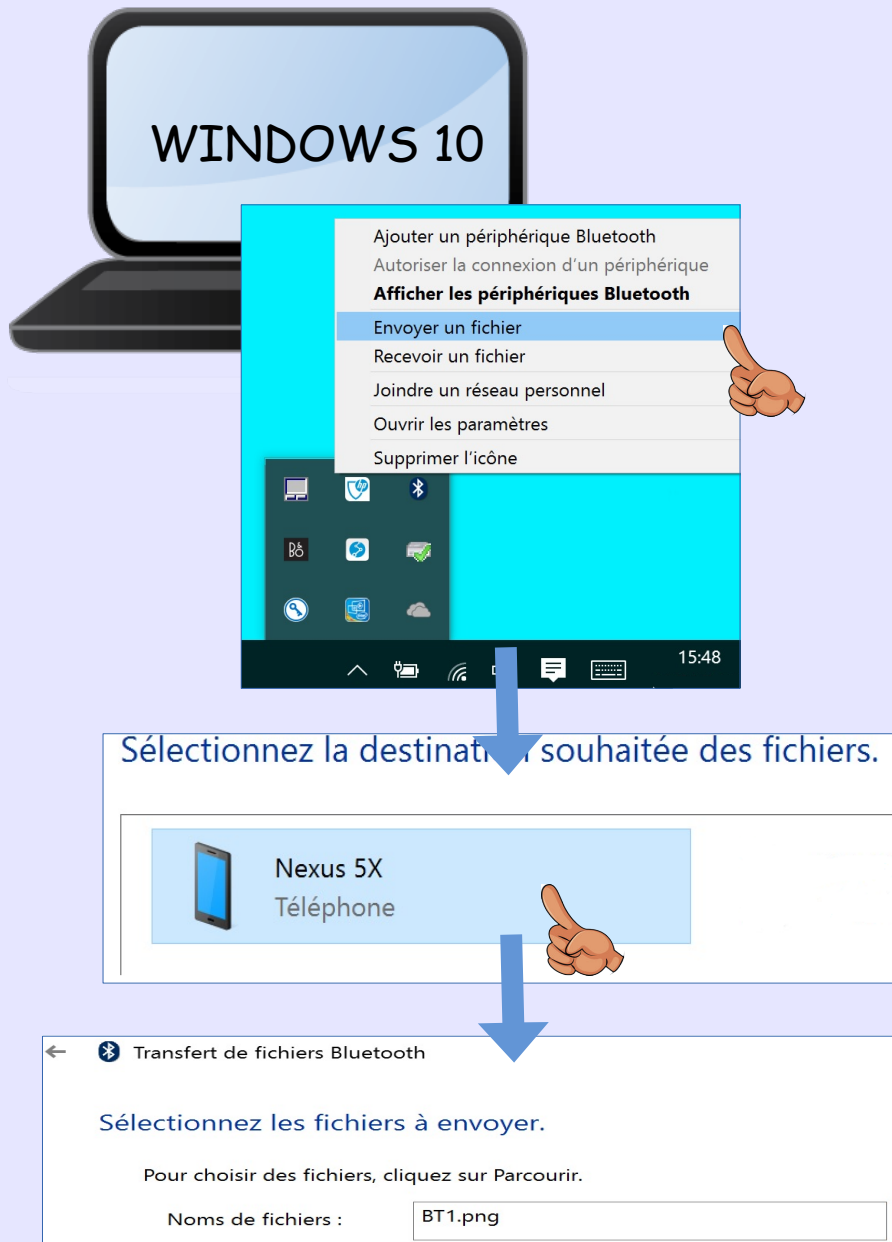 WINDOWS 10
Ajouter un périphérique Bluetooth
Autoriser la connexion d'un périphérique
Afficher les périphériques Bluetooth
Envoyer un fichier
Recevoir un fichier
Joindre un réseau personnel
Ouvrir les paramètres
Supprimer l'icône
hp
B&O
15:48
Sélectionnez la destination souhaitée des fichiers.
Nexus 5X
Téléphone
Transfert de fichiers Bluetooth
Sélectionnez les fichiers à envoyer.
Pour choisir des fichiers, cliquez sur Parcourir.
Noms de fichiers :
BT1.png